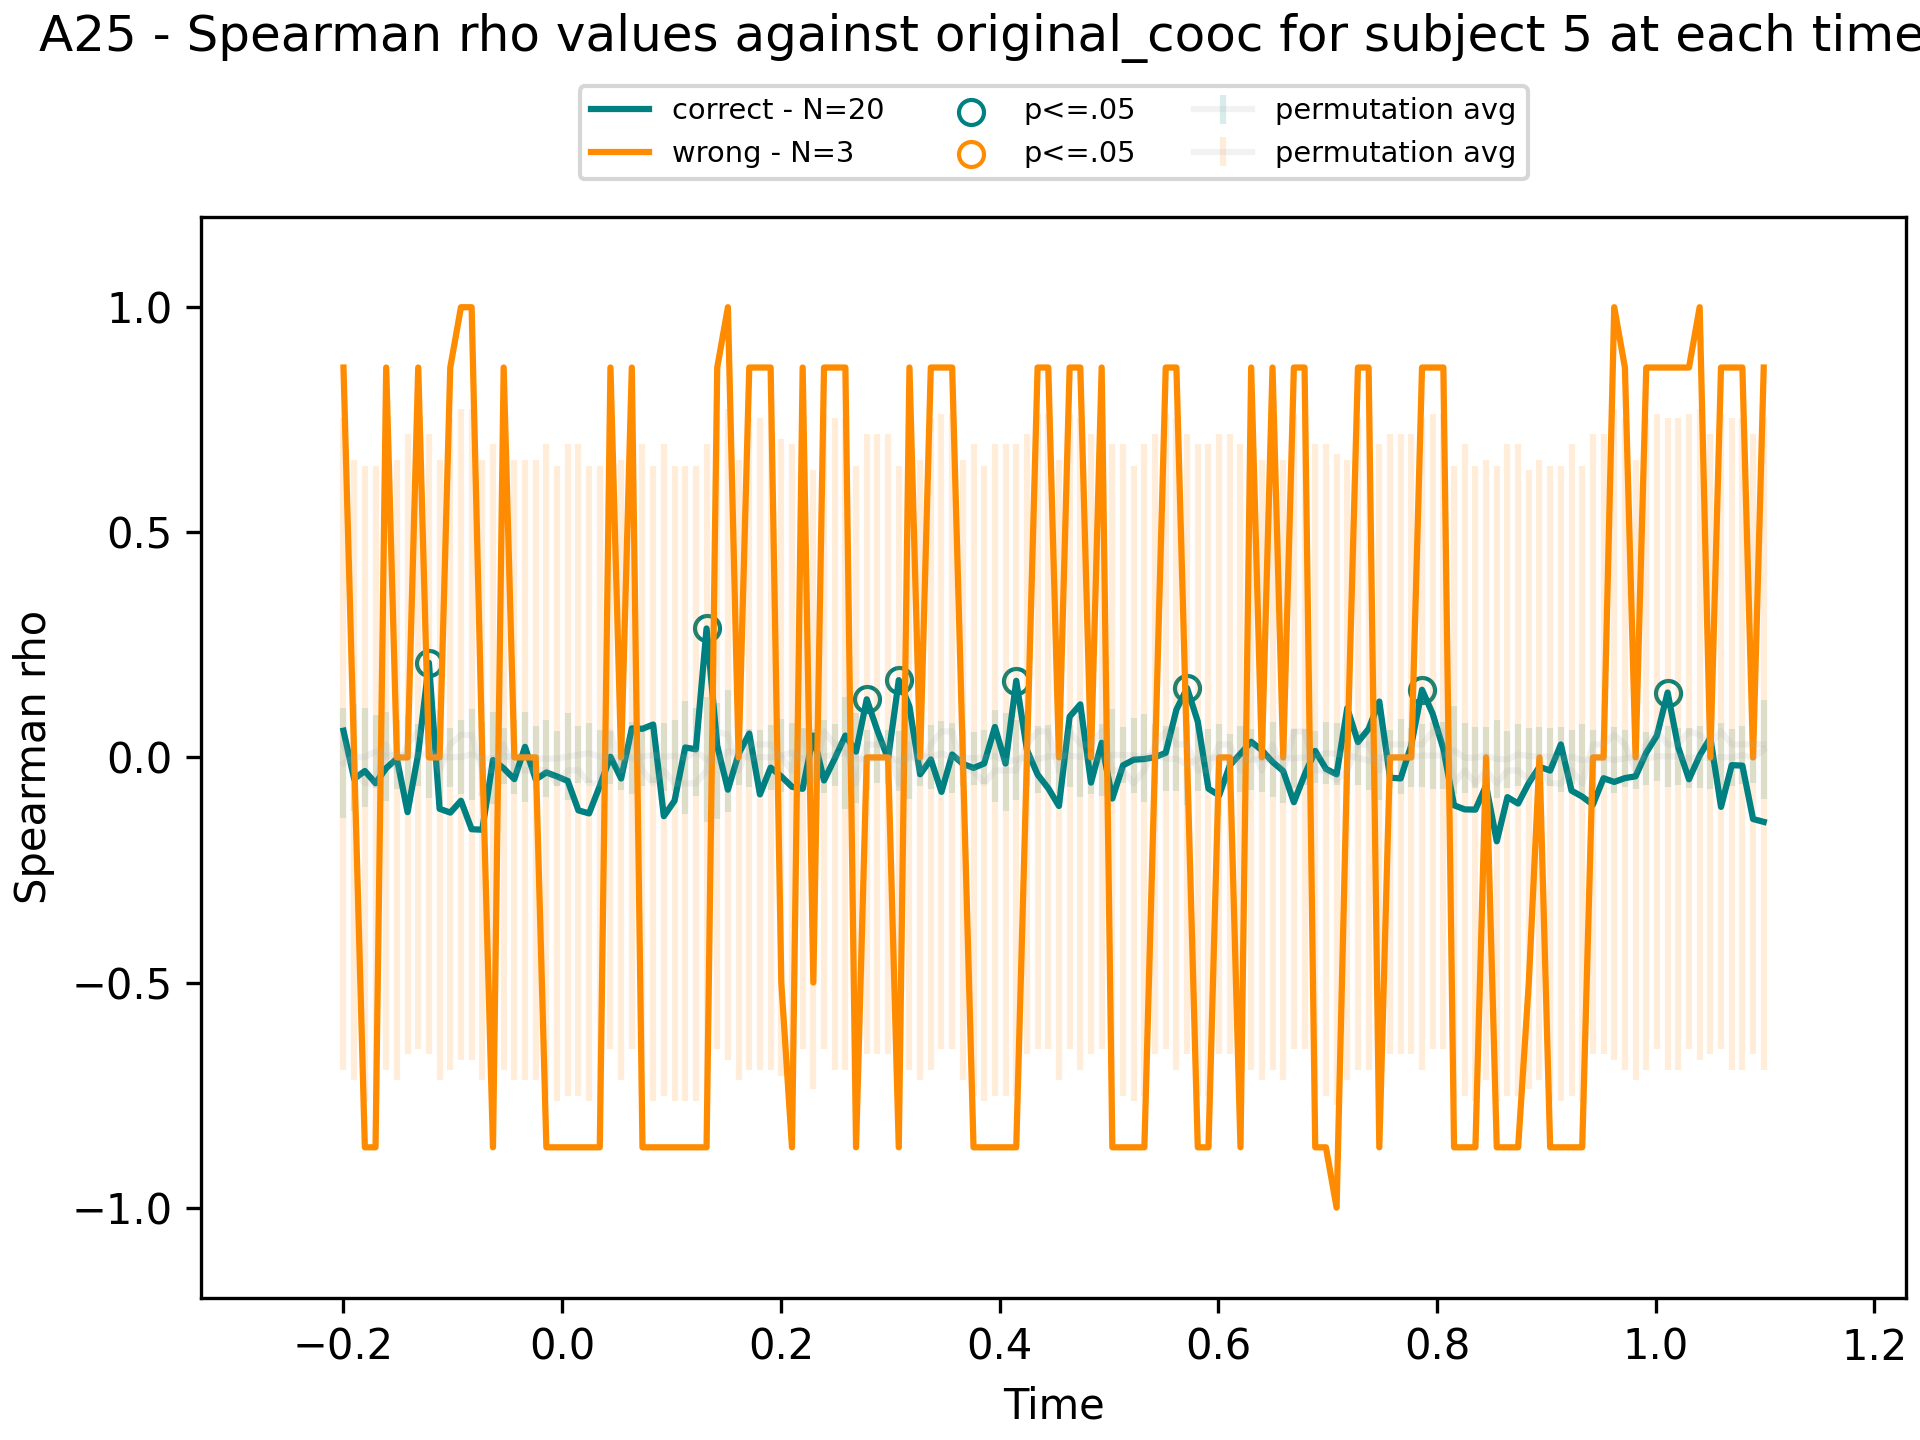 A25 - Spearman rho values against original_cooc for subject 5 at each time
correct - N=20
wrong - N=3
p<=.05
p<=.05
permutation avg
permutation avg
1.0
0.5
0.0
−0.5
−1.0
Spearman rho
−0.2
0.0
0.2
0.4
0.6
0.8
1.0
1.2
Time